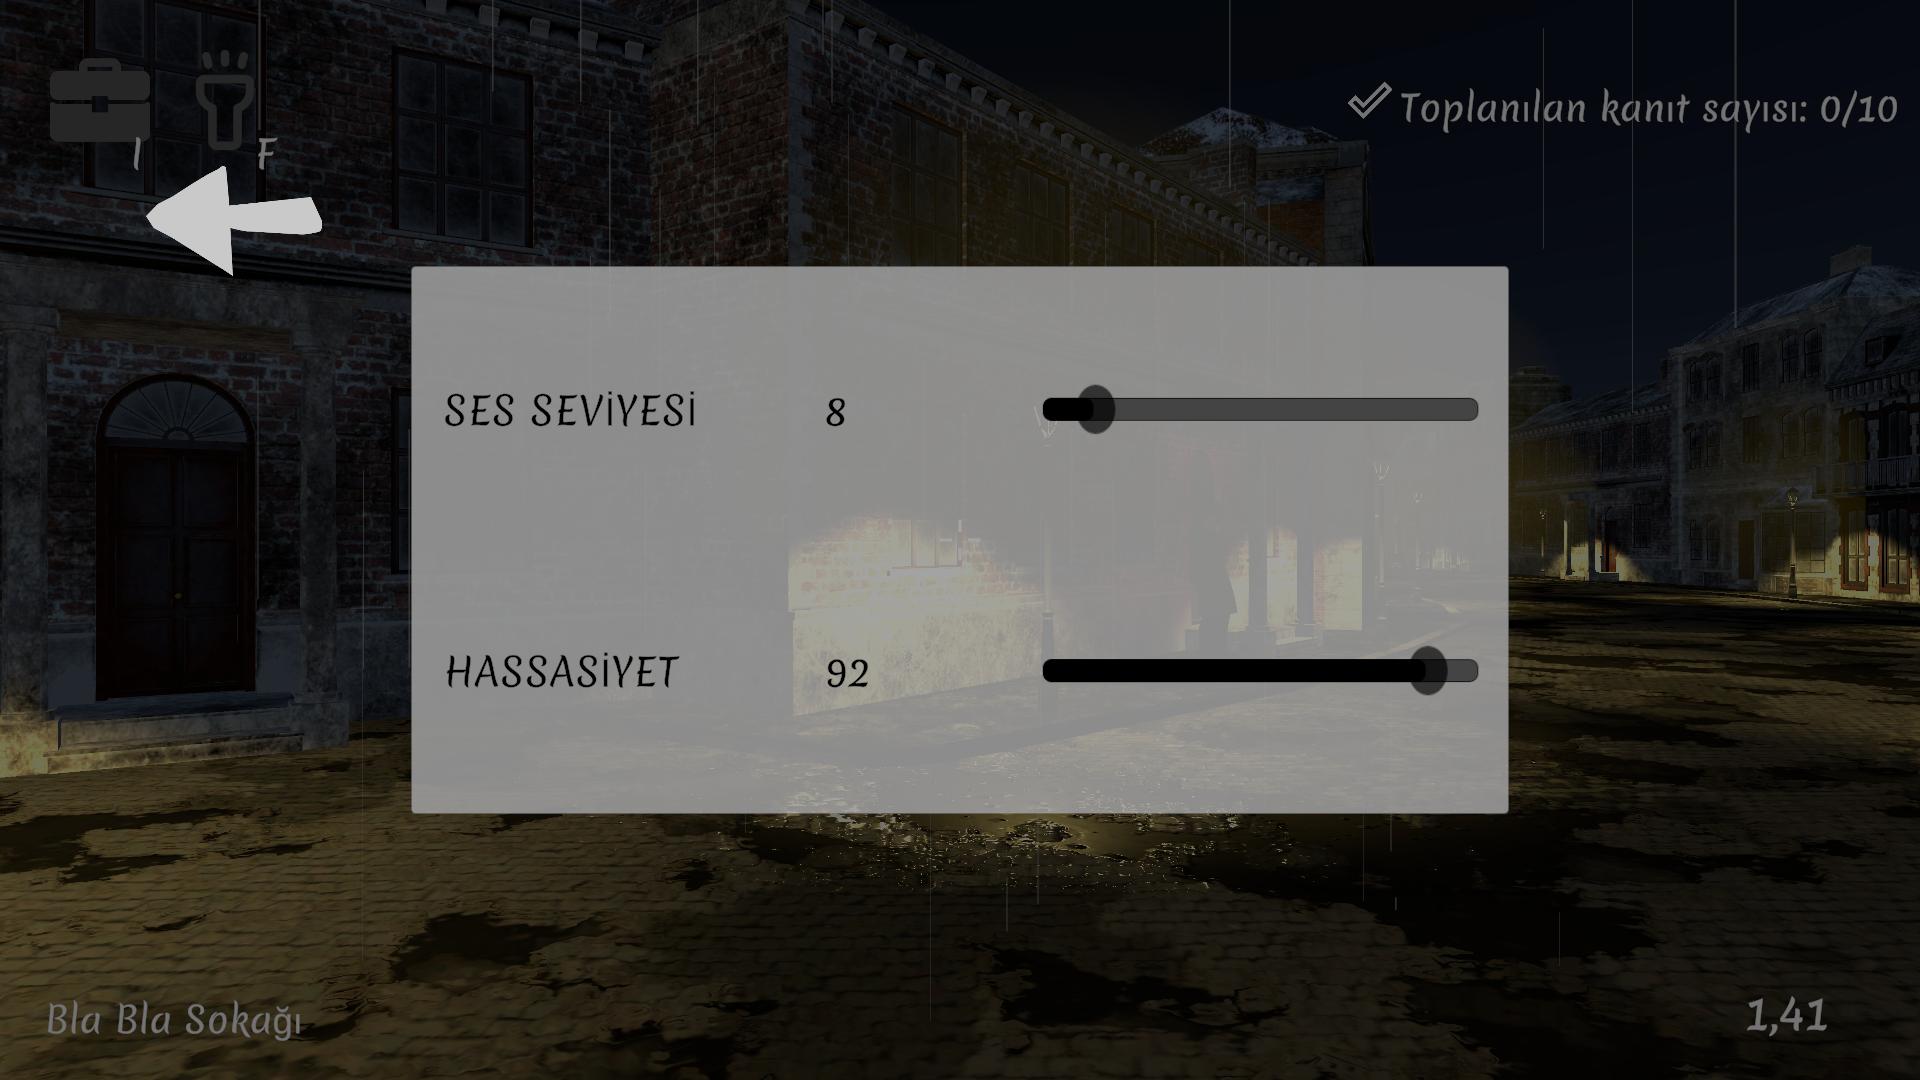 I
F
✓ Toplanılan kanıt sayısı: 0/10
SES SEVİYESİ 8
HASSASİYET 92
Bla Bla Sokağı
1,41